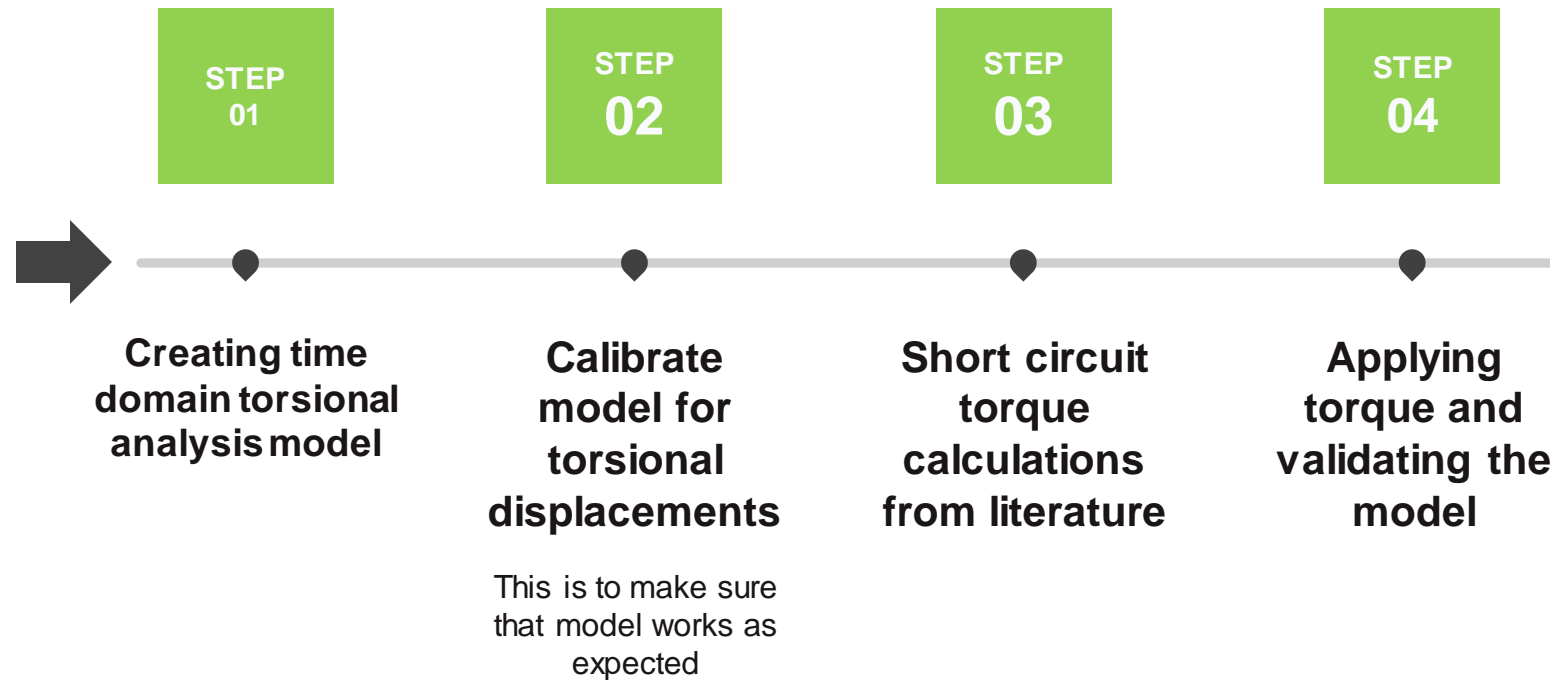 STEP
01
STEP
02
STEP
03
STEP
04
Creating time
domain torsional
analysis model
Calibrate
model for
torsional
displacements
This is to make sure
that model works as
expected
Short circuit
torque
calculations
from literature
Applying
torque and
validating the
model